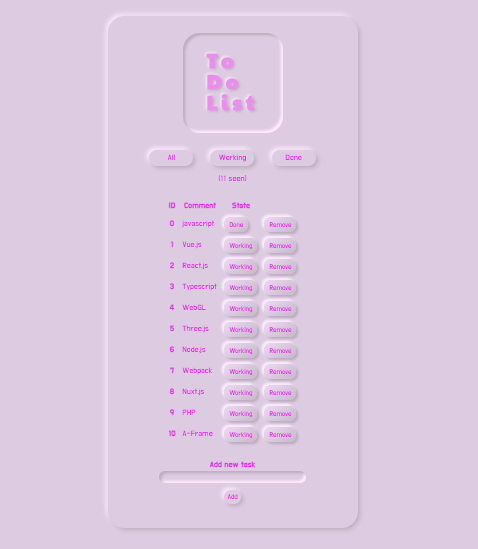 To
Do
List
All Working Done
(11 seen)
ID Comment State
0 javascript Done Remove
1 Vue.js Working Remove
2 React.js Working Remove
3 Typescript Working Remove
4 WebGL Working Remove
5 Three.js Working Remove
6 Node.js Working Remove
7 Webpack Working Remove
8 Nuxt.js Working Remove
9 PHP Working Remove
10 A-Frame Working Remove
Add new task
Add